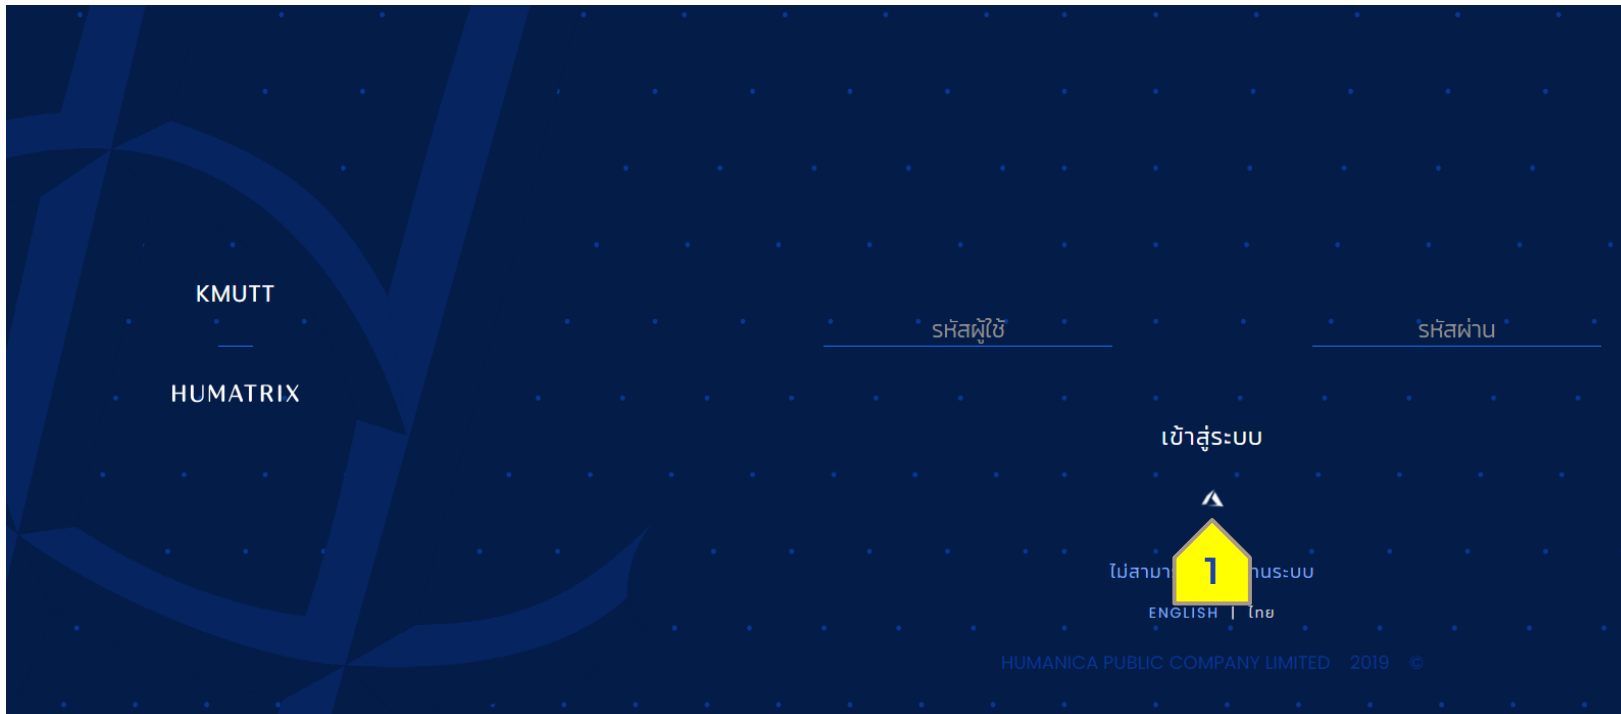 KMUTT
HUMATRIX
รหัสผู้ใช้
รหัสผ่าน
เข้าสู่ระบบ
1
ENGLISH | ไทย
HUMANICA PUBLIC COMPANY LIMITED 2019 ©